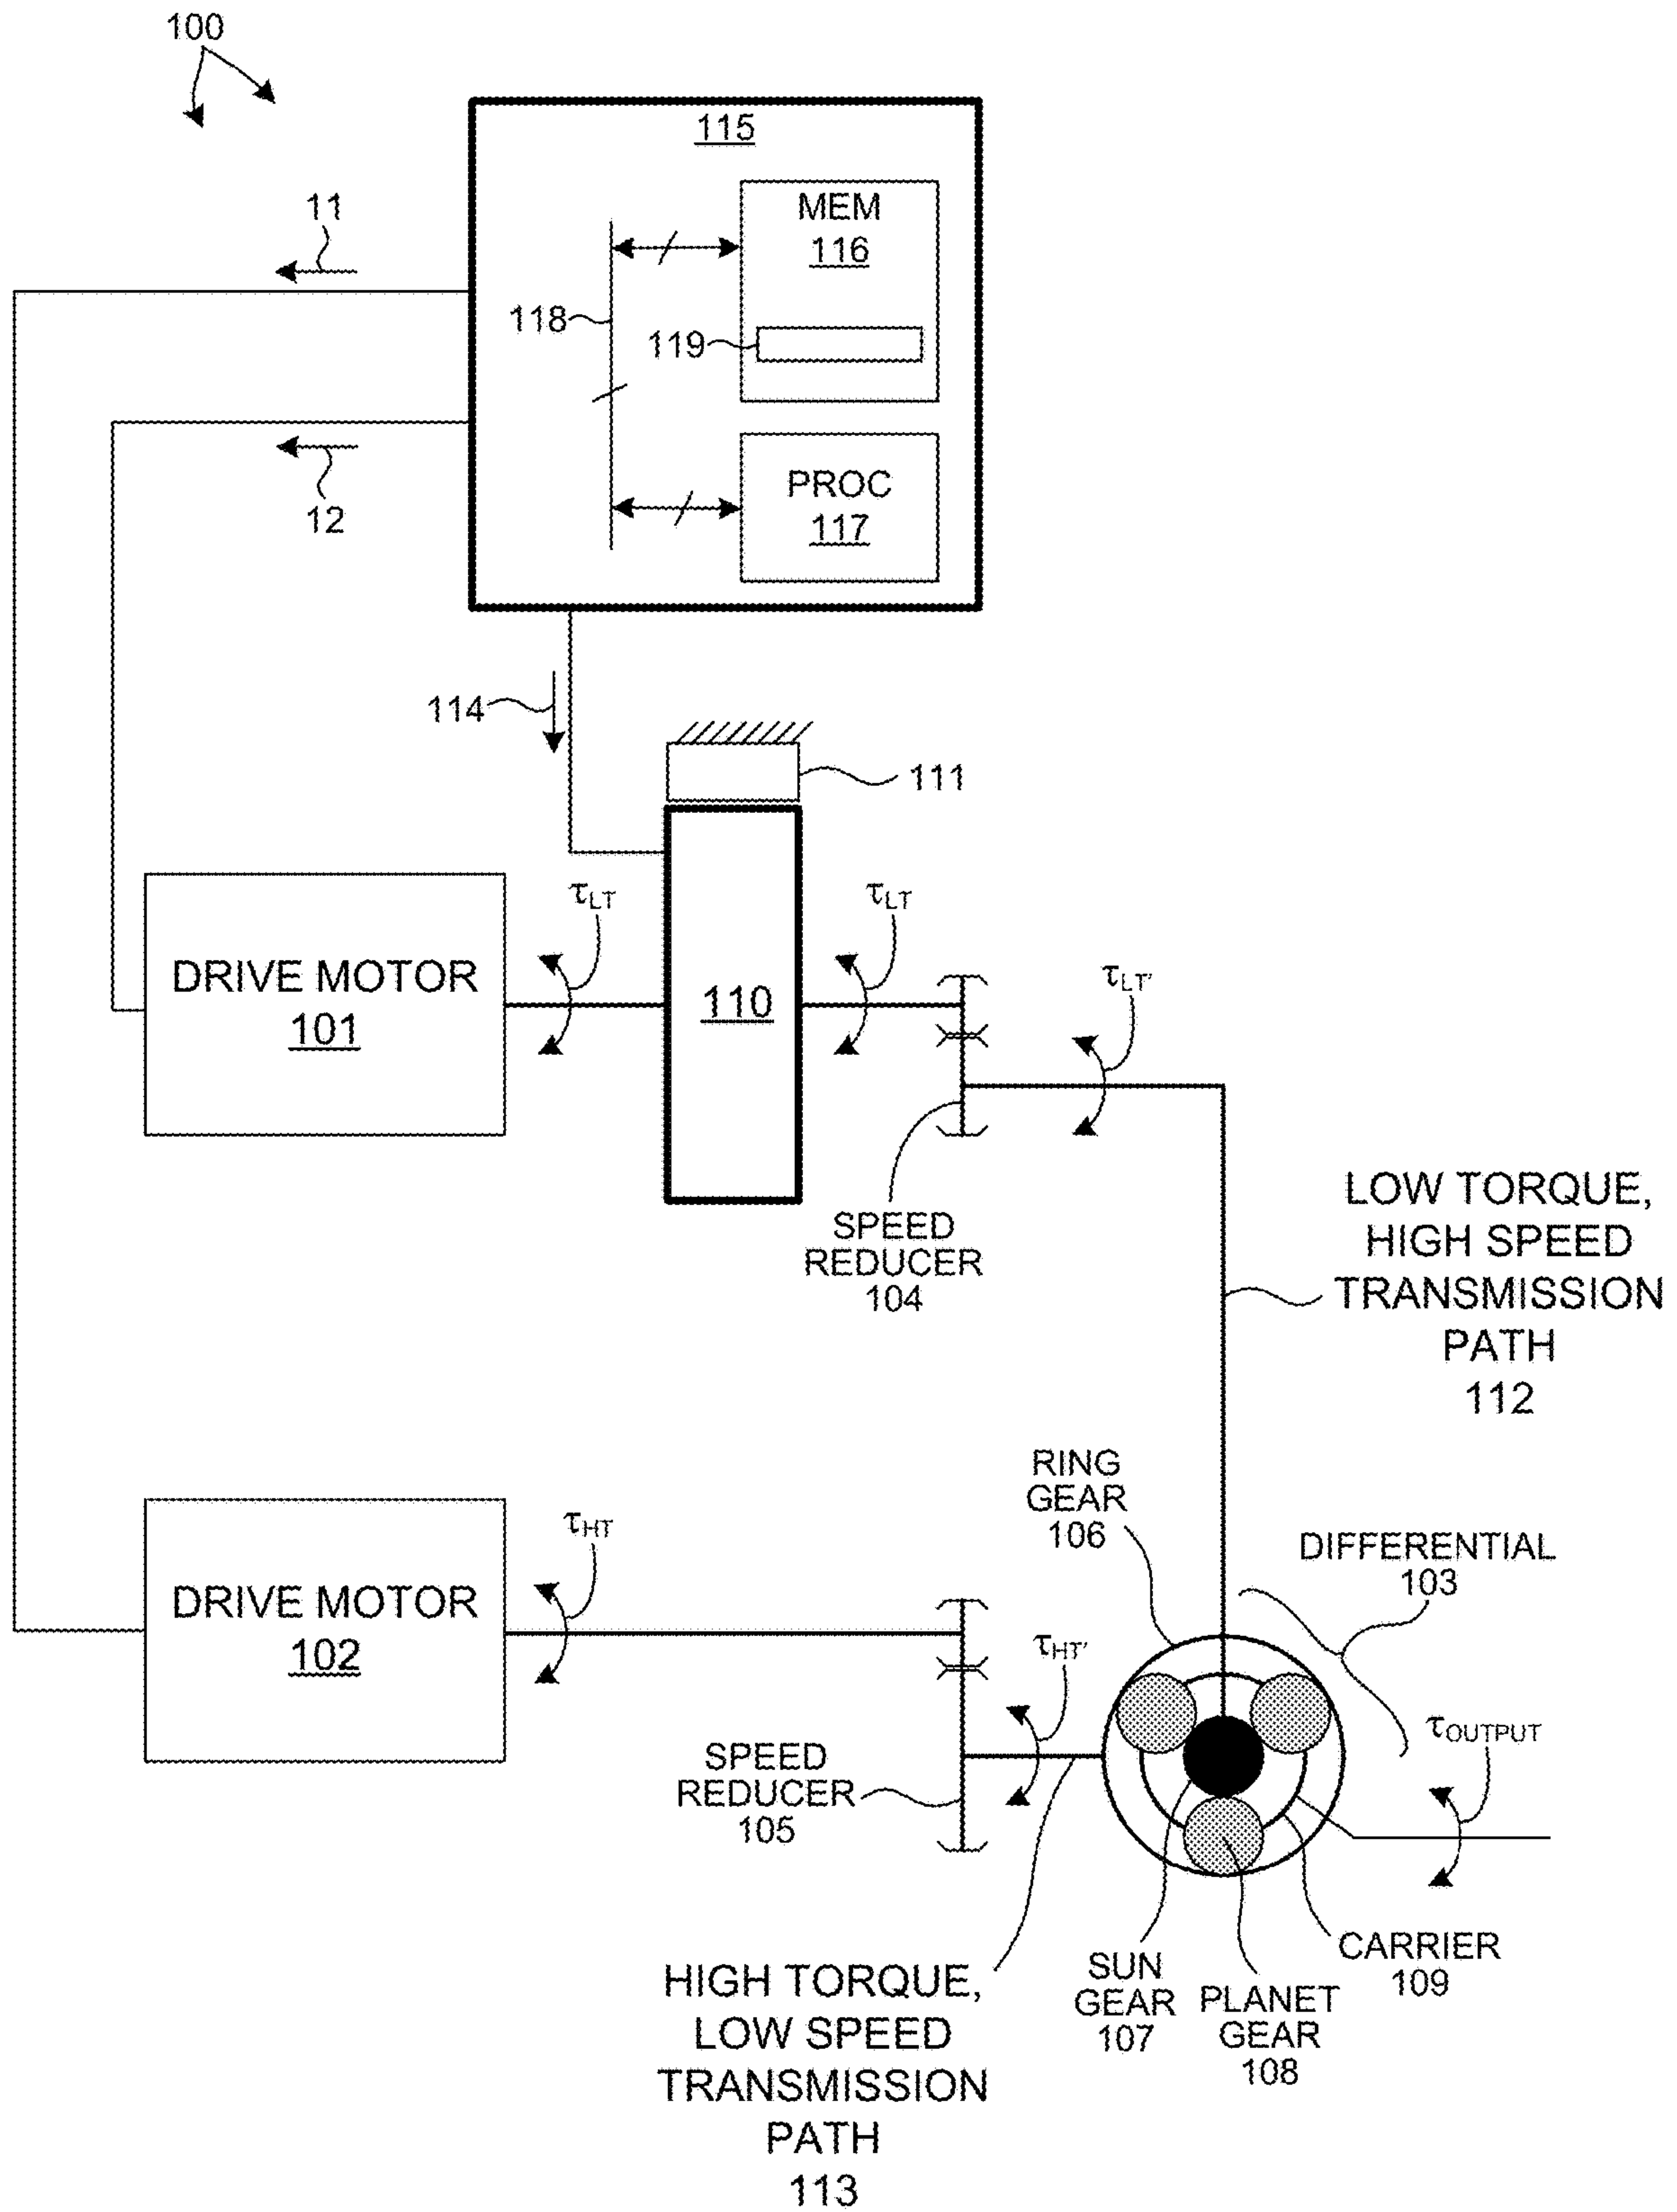 100
115
11
MEM
116
118
119
12
PROC
117
114
111
τLT
τLT
DRIVE MOTOR
101
110
τLT'
SPEED
REDUCER
104
LOW TORQUE,
HIGH SPEED
TRANSMISSION
PATH
112
RING
GEAR
106
τHT
DIFFERENTIAL
103
DRIVE MOTOR
102
τHT'
τOUTPUT
SPEED
REDUCER
105
CARRIER
109
SUN
GEAR
107
PLANET
GEAR
108
HIGH TORQUE,
LOW SPEED
TRANSMISSION
PATH
113